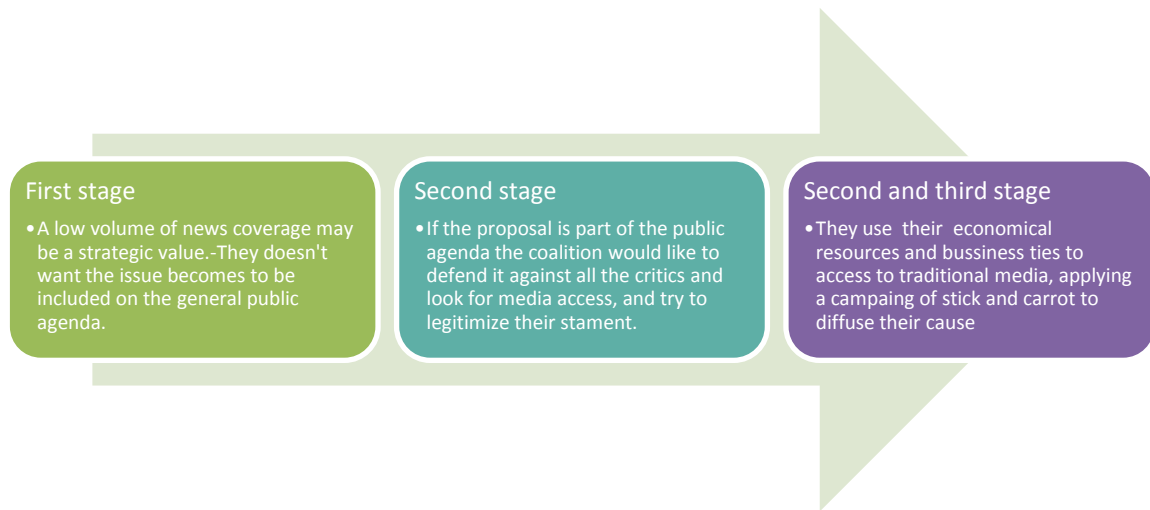 First stage
•A low volume of news coverage may
be a strategic value.-They doesn't
want the issue becomes to be
included on the general public
agenda.
Second stage
•If the proposal is part of the public
agenda the coalition would like to
defend it against all the critics and
look for media access, and try to
legitimize their stament.
Second and third stage
•They use  their  economical
resources and bussiness ties to
access to traditional media, applying
a campaing of stick and carrot to
diffuse their cause